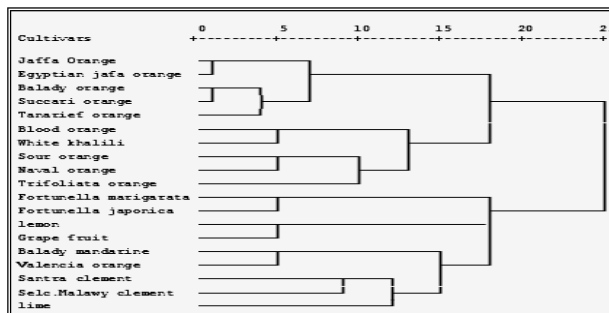 0 5 10 15 20 2
Cultivars
Jaffa Orange
Egyptian jafa orange
Balady orange
Succari orange
Tanarief orange
Blood orange
White khalili
Sour orange
Naval orange
Trifoliata orange
Fortunella marigarata
Fortunella japonica
lemon
Grape fruit
Balady mandarine
Valencia orange
Santra clement
Selc.Malawy clement
lime